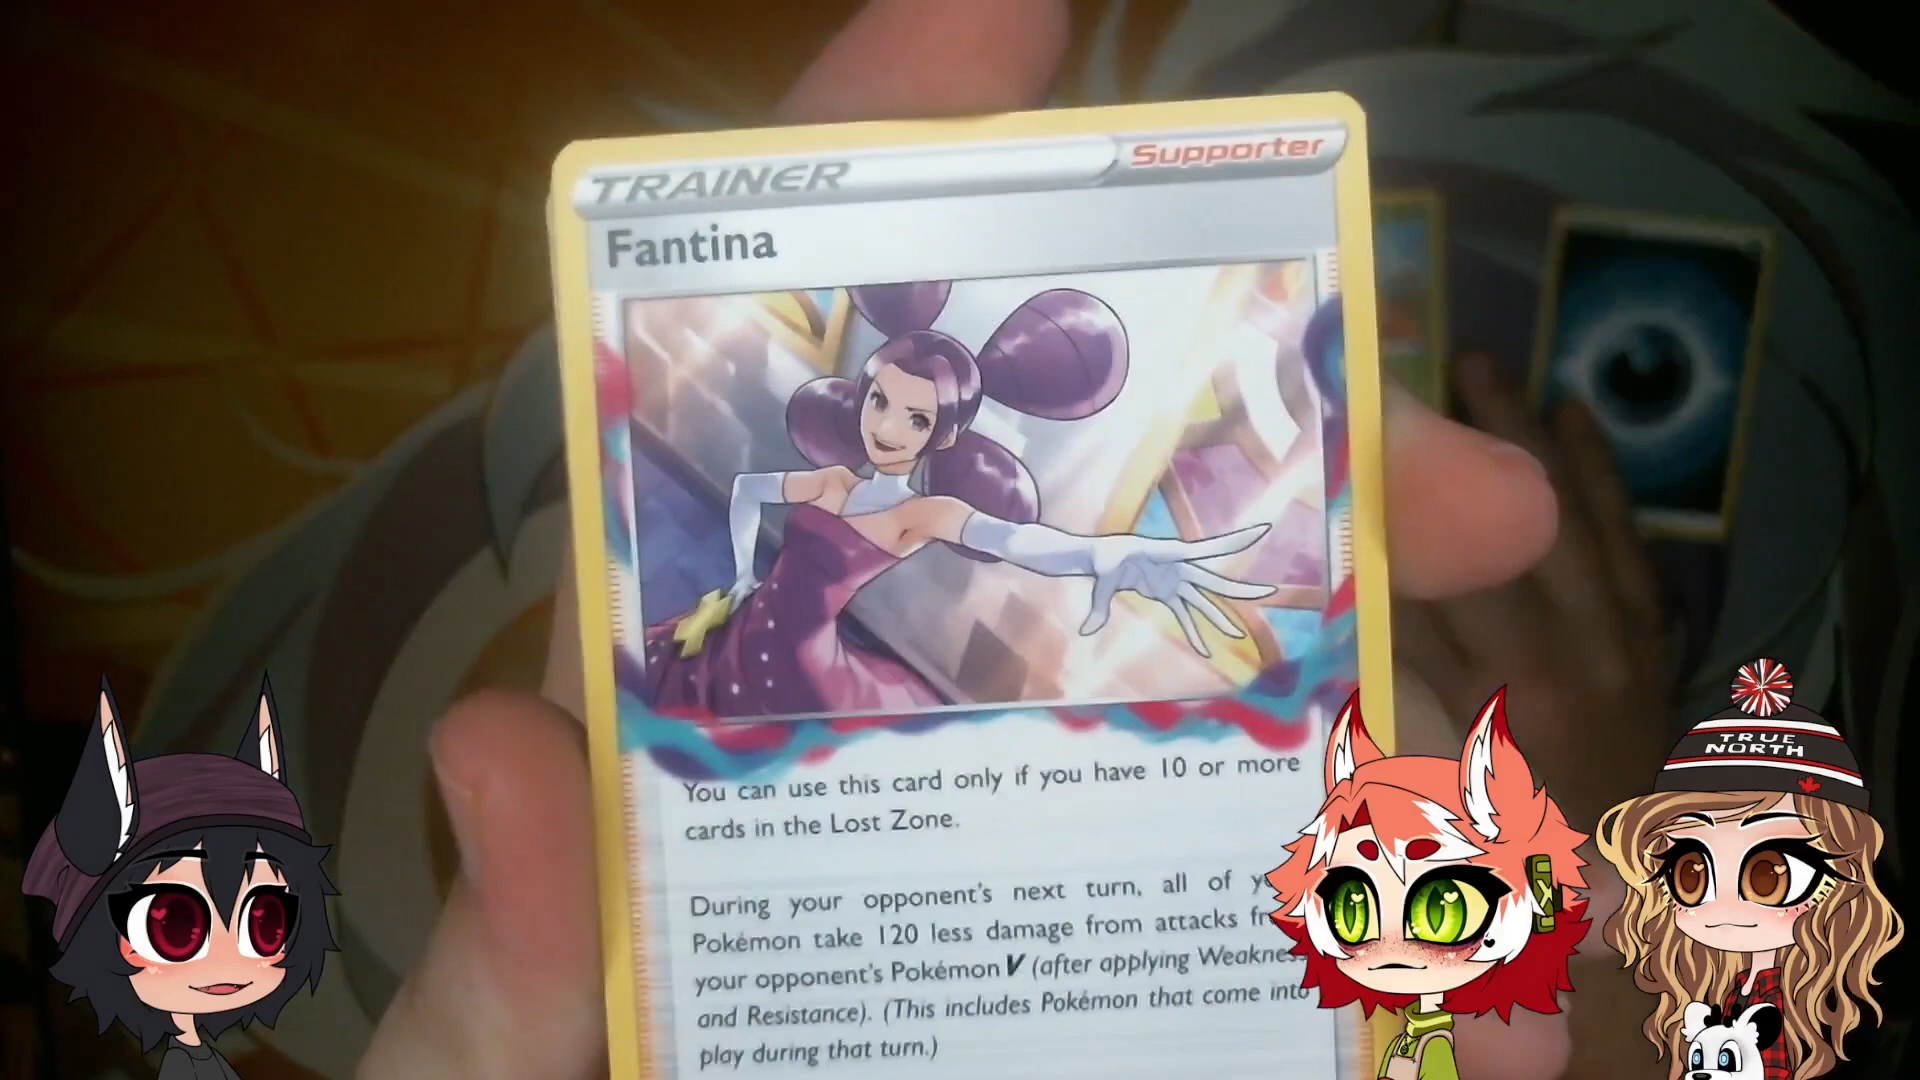 TRAINER
Supporter
Fantina
You can use this card only if you have 10 or more
cards in the Lost Zone.
During your opponent's next turn, all of
Pokémon take 120 less damage from attacks
your opponent's Pokémon V (after applying
and Resistance). (This includes Pokémon that come into
play during that turn.)
TRUE
NORTH